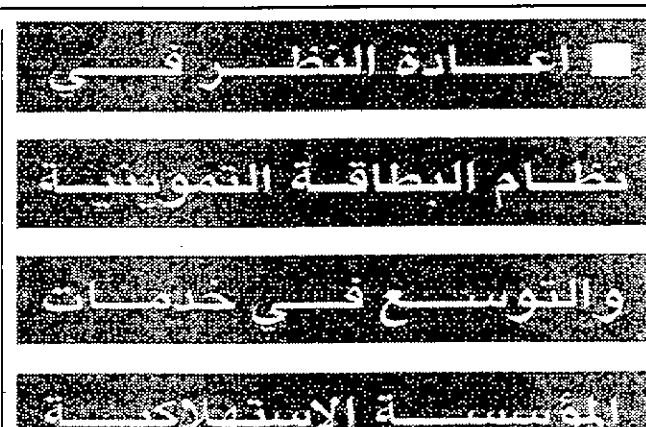 ■ اعادة النظر في
نظام البطاقة التموينية
والتوسع في خدمات
المؤسسة الاستهلاكية